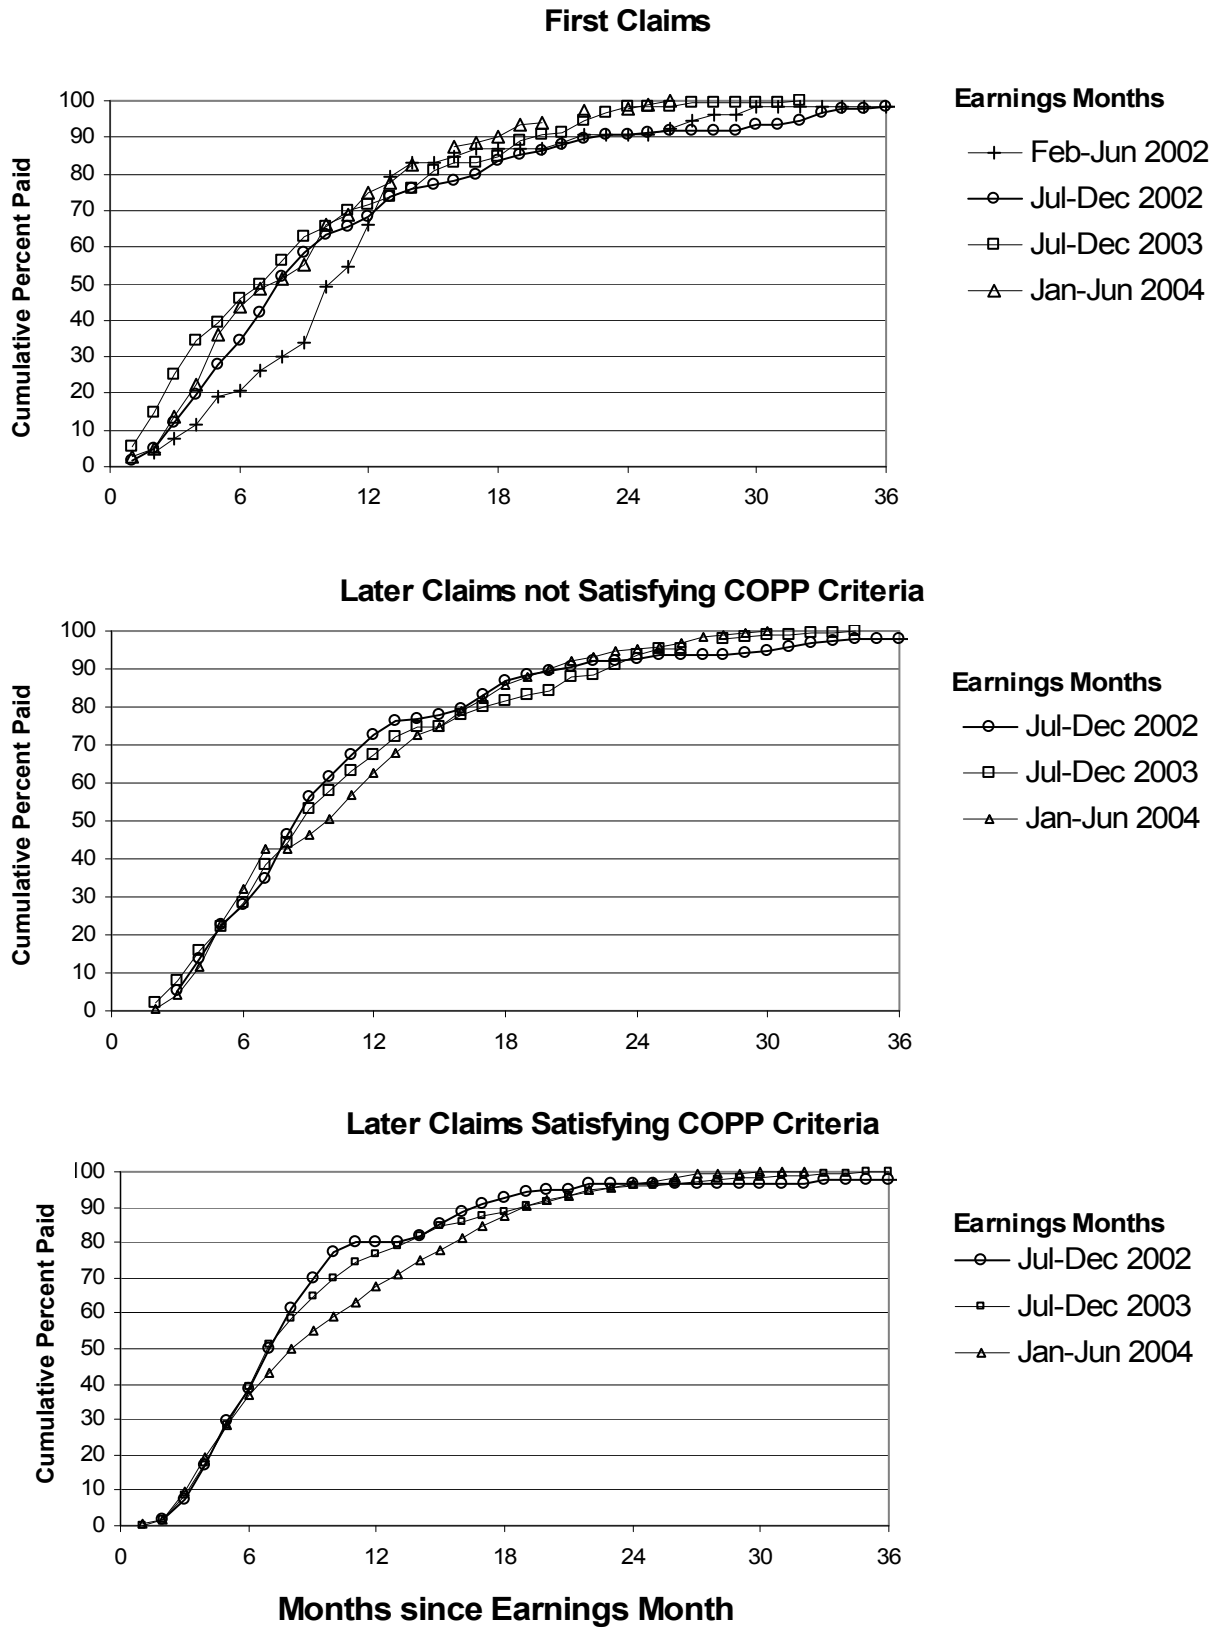 First Claims
Cumulative Percent Paid
100
90
80
70
60
50
40
30
20
10
0
0 6 12 18 24 30 36
Earnings Months
Feb-Jun 2002
Jul-Dec 2002
Jul-Dec 2003
Jan-Jun 2004
Later Claims not Satisfying COPP Criteria
Cumulative Percent Paid
100
90
80
70
60
50
40
30
20
10
0
0 6 12 18 24 30 36
Earnings Months
Jul-Dec 2002
Jul-Dec 2003
Jan-Jun 2004
Later Claims Satisfying COPP Criteria
Cumulative Percent Paid
100
90
80
70
60
50
40
30
20
10
0
0 6 12 18 24 30 36
Earnings Months
Jul-Dec 2002
Jul-Dec 2003
Jan-Jun 2004
Months since Earnings Month